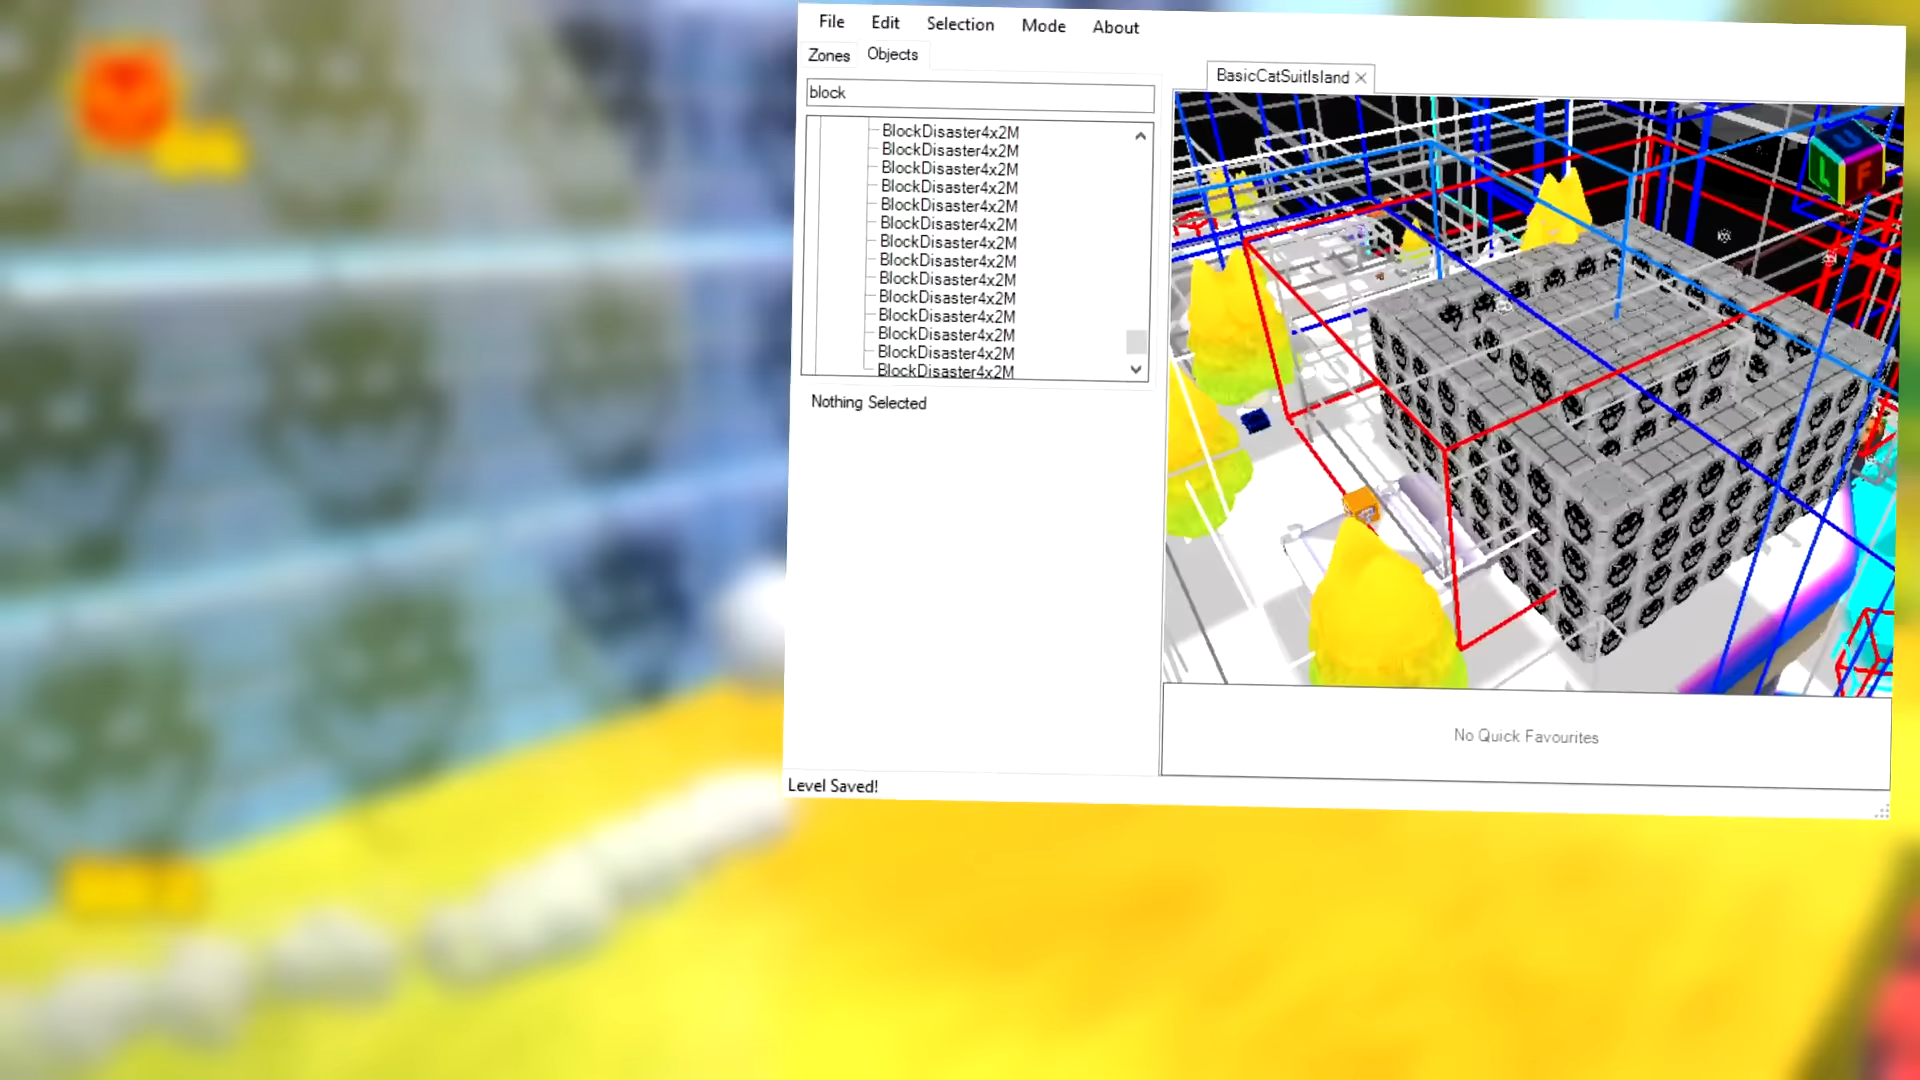 File Edit Selection Mode About
Zones Objects
block
BlockDisaster4x2M
BlockDisaster4x2M
BlockDisaster4x2M
BlockDisaster4x2M
BlockDisaster4x2M
BlockDisaster4x2M
BlockDisaster4x2M
BlockDisaster4x2M
BlockDisaster4x2M
BlockDisaster4x2M
BlockDisaster4x2M
BlockDisaster4x2M
BlockDisaster4x2M
BlockDisaster4x2M
Nothing Selected
Level Saved!
BasicCatSuitIsland
U
L F
No Quick Favourites